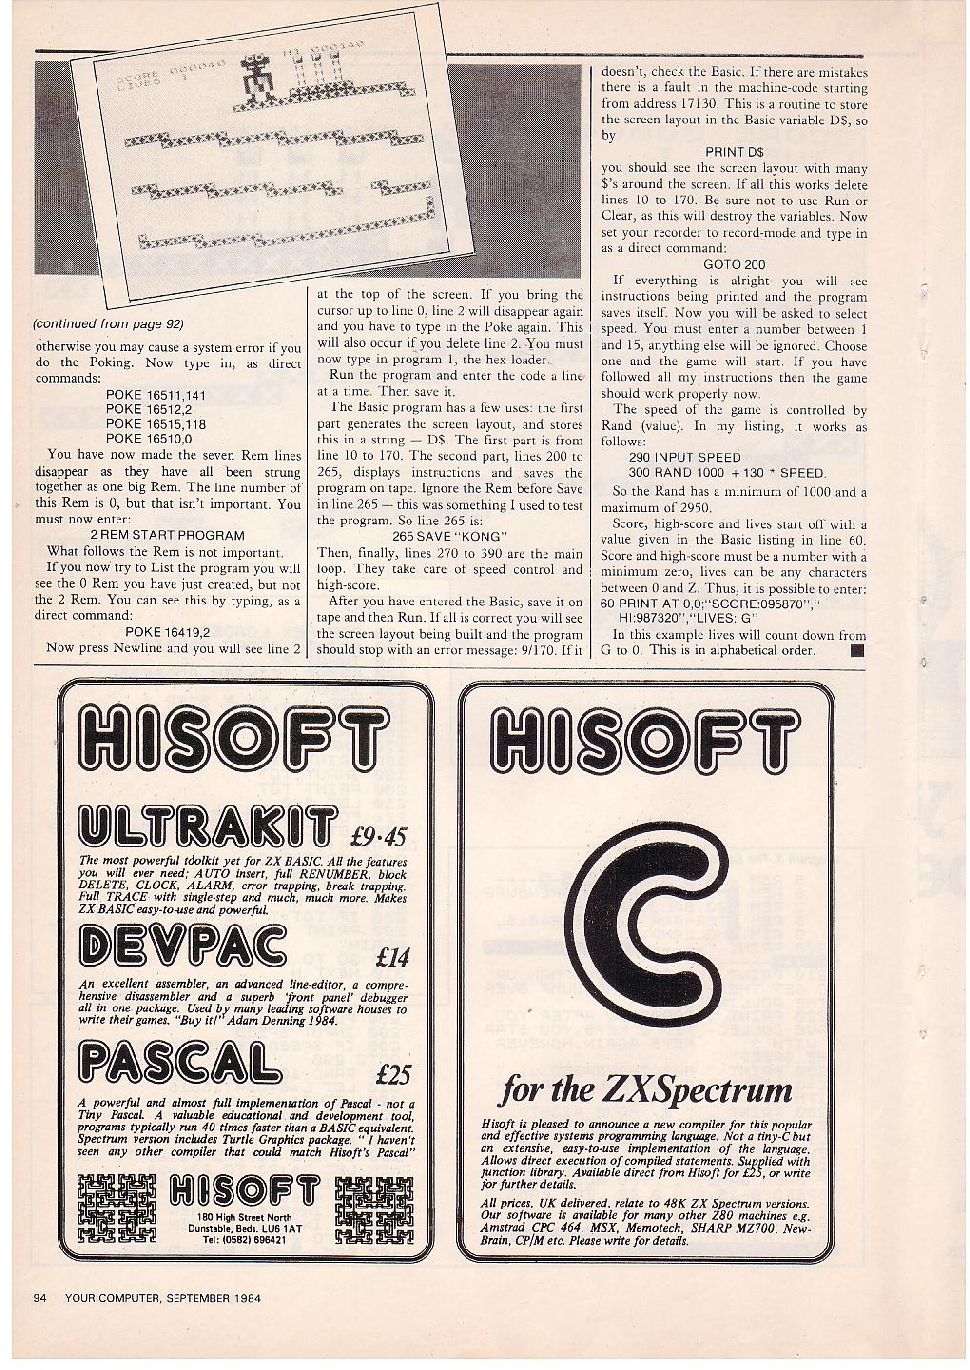 SCORE 000040
HI 000440
LIVES 1
(continued from page 92)
otherwise you may cause a system error if you
do the Poking. Now type in, as direct
commands:
POKE 16511,141
POKE 16512,2
POKE 16515,118
POKE 16510,0
You have now made the seven Rem lines
disappear as they have all been strung
together as one big Rem. The line number of
this Rem is 0, but that isn't important. You
must now enter:
2 REM START PROGRAM
What follows the Rem is not important.
If you now try to List the program you will
see the 0 Rem you have just created, but not
the 2 Rem. You can see this by typing, as a
direct command:
POKE 16419,2
Now press Newline and you will see line 2
at the top of the screen. If you bring the
cursor up to line 0, line 2 will disappear again
and you have to type in the Poke again. This
will also occur if you delete line 2. You must
now type in program 1, the hex loader.
Run the program and enter the code a line
at a time. Then save it.
The Basic program has a few uses: the first
part generates the screen layout, and stores
this in a string — D$. The first part is from
line 10 to 170. The second part, lines 200 to
265, displays instructions and saves the
program on tape. Ignore the Rem before Save
in 265 — this was something I used to test
the program. So line 265 is:
265 SAVE "KONG"
Then, finally, lines 270 to 390 are the main
loop. They take care of speed control and
high-score.
After you have entered the Basic, save it on
tape and then Run. If all is correct you will see
the screen layout being built and the program
should stop with an error message: 9/170. If it
doesn't, check the Basic. If there are mistakes
there is a fault in the machine-code starting
from address 17130. This is a routine to store
the screen layout in the Basic variable D$, so
by
PRINT D$
you should see the screen layout with many
$'s around the screen. If all this works delete
lines 10 to 170. Be sure not to use Run or
Clear, as this will destroy the variables. Now
set your recorder to record-mode and type in
as a direct command:
GOTO 200
If everything is alright you will see
instructions being printed and the program
saves itself. Now you will be asked to select
speed. You must enter a number between 1
and 15, anything else will be ignored. Choose
one and the game will start. If you have
followed all my instructions then the game
should work properly now.
The speed of the game is controlled by
Rand (value). In my listing, it works as
follows:
290 INPUT SPEED
300 RAND 1000 + 130 * SPEED.
So the Rand has a minimum of 1000 and a
maximum of 2950.
Score, high-score and lives start off with a
value given in the Basic listing in line 60.
Score and high-score must be a number with a
minimum zero, lives can be any characters
between 0 and Z. Thus, it is possible to enter:
60 PRINT AT 0,0;"SCORE:095870","
HI:987320","LIVES: G"
In this example lives will count down from
G to 0. This is in alphabetical order.
HISOFT
ULTRAKIT £9·45
The most powerful toolkit yet for ZX BASIC. All the features
you will ever need; AUTO insert, full RENUMBER, block
DELETE, CLOCK, ALARM, error trapping, break trapping.
Full TRACE with single-step and much, much more. Makes
ZX BASIC easy-to-use and powerful.
DEVPAC £14
An excellent assembler, an advanced line-editor, a compre-
hensive disassembler and a superb 'front panel' debugger
all in one package. Used by many leading software houses to
write their games. "Buy it!" Adam Denning 1984.
PASCAL £25
A powerful and almost full implementation of Pascal - not a
Tiny Pascal. A valuable educational and development tool,
programs typically run 40 times faster than a BASIC equivalent.
Spectrum version includes Turtle Graphics package. "I haven't
seen any other compiler that could match Hisoft's Pascal"
HISOFT
180 High Street North
Dunstable, Beds. LU6 1AT
Tel: (0582) 696421
HISOFT
C
for the ZX Spectrum
Hisoft is pleased to announce a new compiler for this popular
and effective systems programming language. Not a tiny-C but
an extensive, easy-to-use implementation of the language.
Allows direct execution of compiled statements. Supplied with
function library. Available direct from Hisoft for £25, or write
for further details.
All prices, UK delivered, relate to 48K ZX Spectrum versions.
Our software is available for many other Z80 machines e.g.
Amstrad CPC 464, MSX, Memotech, SHARP MZ700, New-
Brain, CP/M etc. Please write for details.
94 YOUR COMPUTER, SEPTEMBER 1984